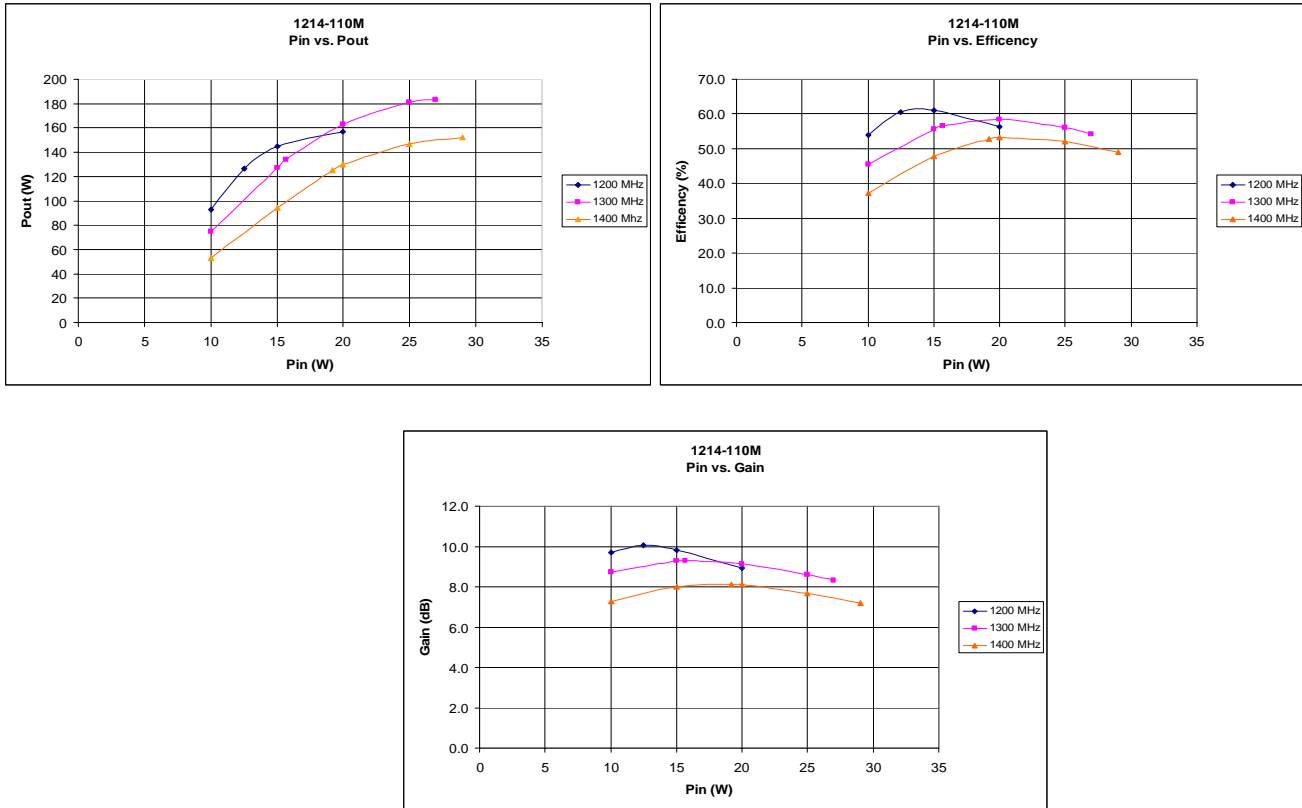 1214-110M
Pin vs. Pout
200
180
160
140
120
100
80
60
40
20
0
Pout (W)
0 5 10 15 20 25 30 35
Pin (W)
1200 MHz
1300 MHz
1400 Mhz
1214-110M
Pin vs. Efficency
70.0
60.0
50.0
40.0
30.0
20.0
10.0
0.0
Efficency (%)
0 5 10 15 20 25 30 35
Pin (W)
1200 MHz
1300 MHz
1400 MHz
1214-110M
Pin vs. Gain
12.0
10.0
8.0
6.0
4.0
2.0
0.0
Gain (dB)
0 5 10 15 20 25 30 35
Pin (W)
1200 MHz
1300 MHz
1400 MHz